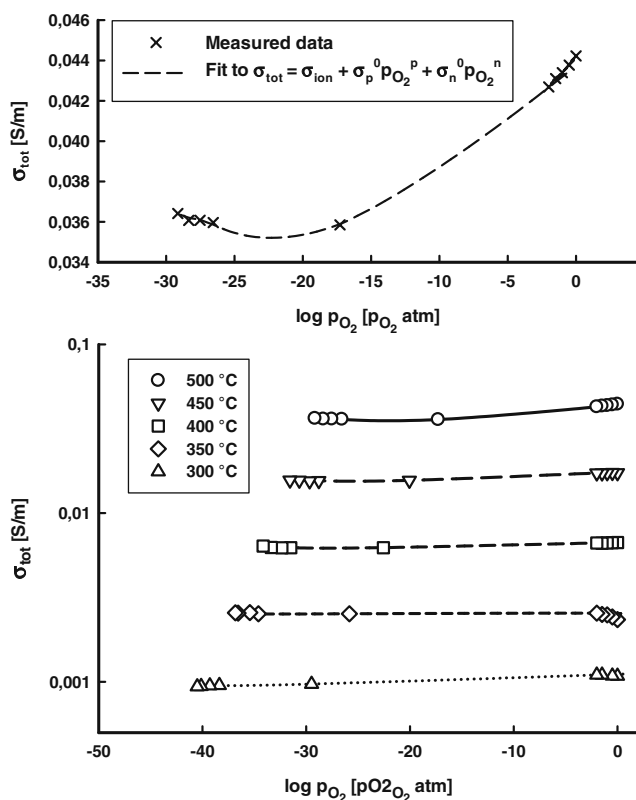 0,046
0,044
0,042
0,040
0,038
0,036
0,034
σtot [S/m]
Measured data
Fit to σtot = σion + σp⁰pO₂ᵖ + σn⁰pO₂ⁿ
-35 -30 -25 -20 -15 -10 -5 0
log pO₂ [pO₂ atm]
0,1
0,01
0,001
σtot [S/m]
500 °C
450 °C
400 °C
350 °C
300 °C
-50 -40 -30 -20 -10 0
log pO₂ [pO2O₂ atm]